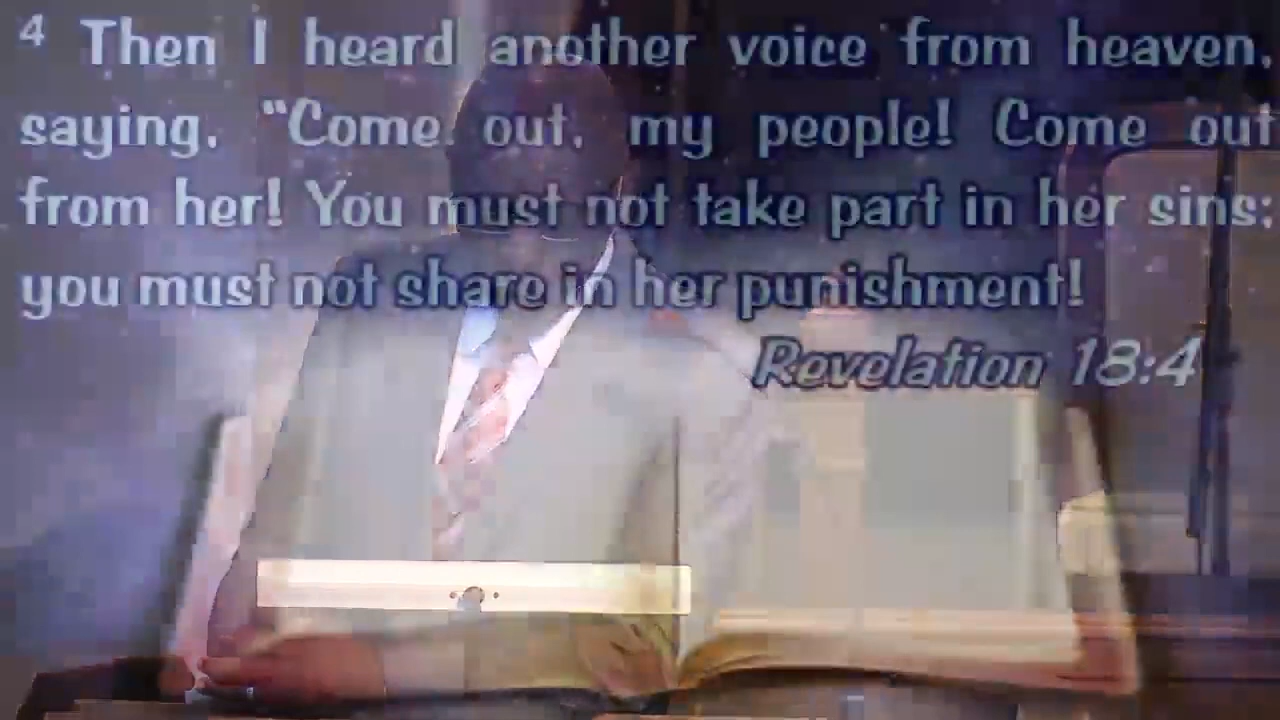 4 Then I heard another voice from heaven,
saying, “Come out, my people! Come out
from her! You must not take part in her sins;
you must not share in her punishment!
Revelation 18:4